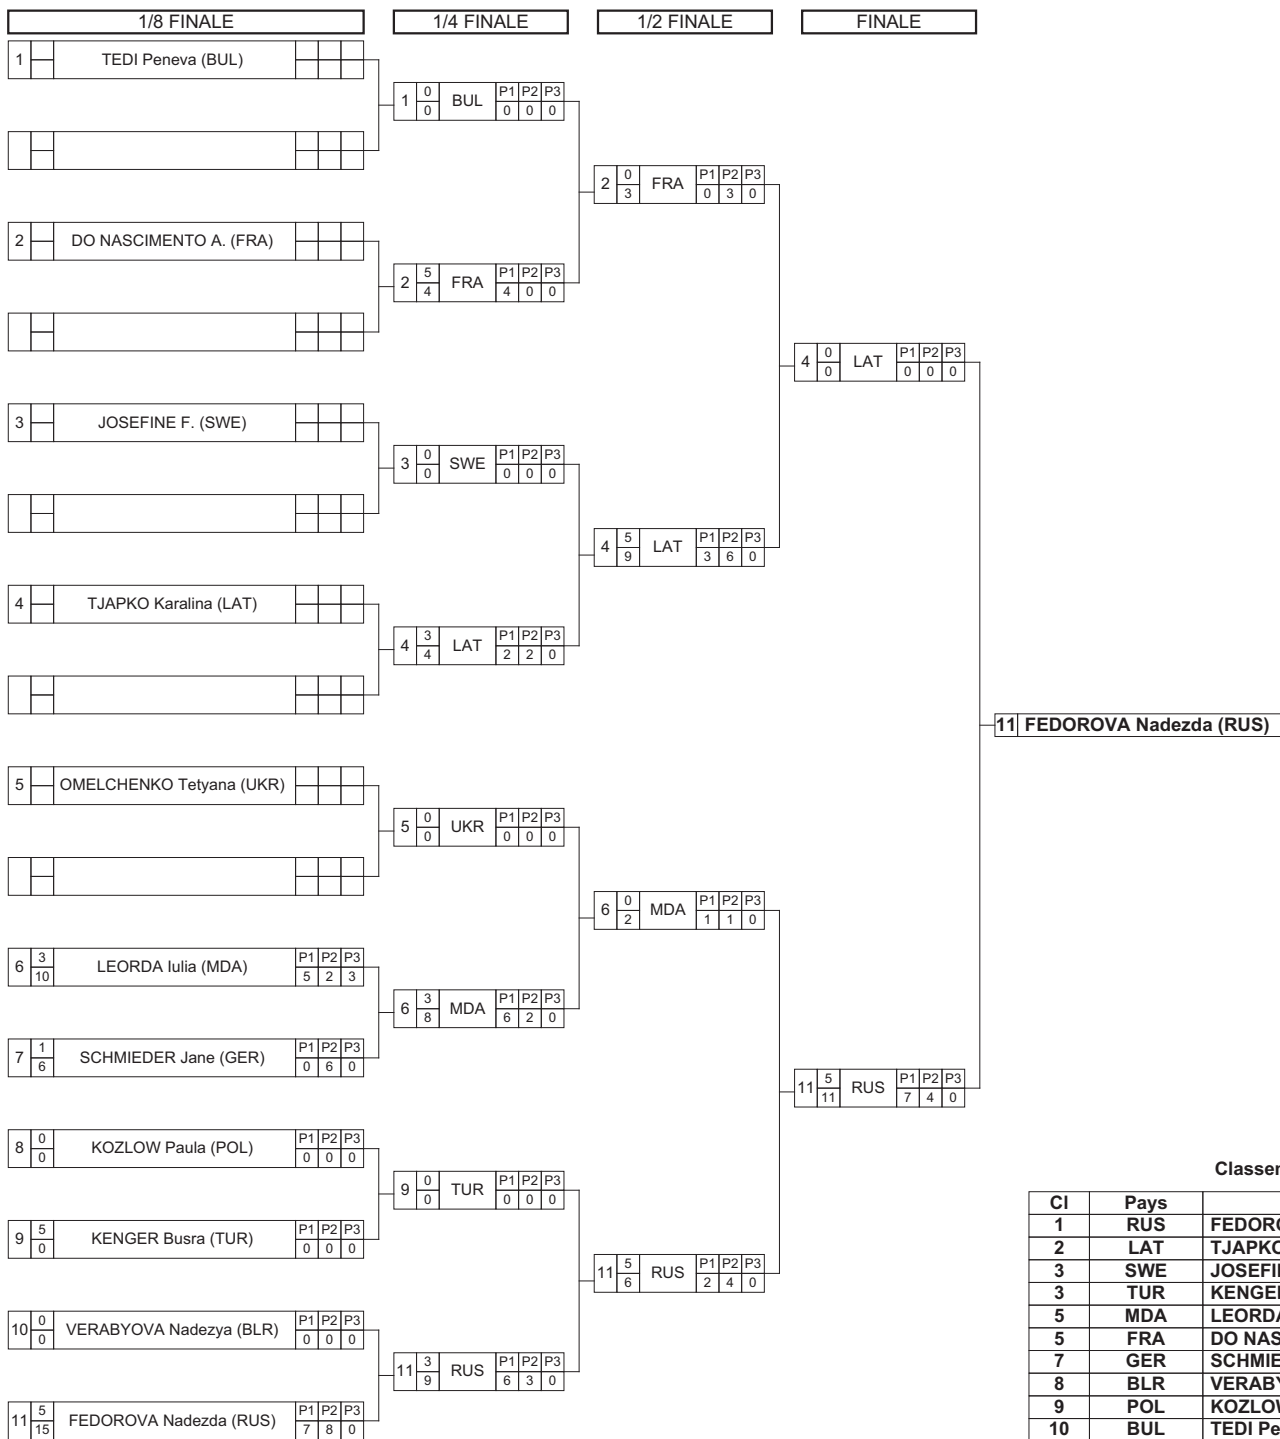 1/8 FINALE 1/4 FINALE 1/2 FINALE FINALE
1 TEDI Peneva (BUL)
1 0 BUL P1 P2 P3
0 0 0 0
2 0 FRA P1 P2 P3
3 0 3 0
2 DO NASCIMENTO A. (FRA)
2 5 FRA P1 P2 P3
4 4 0 0
4 0 LAT P1 P2 P3
0 0 0 0
3 JOSEFINE F. (SWE)
3 0 SWE P1 P2 P3
0 0 0 0
4 5 LAT P1 P2 P3
9 3 6 0
4 TJAPKO Karalina (LAT)
4 3 LAT P1 P2 P3
4 2 2 0
11 FEDOROVA Nadezda (RUS)
5 OMELCHENKO Tetyana (UKR)
5 0 UKR P1 P2 P3
0 0 0 0
6 0 MDA P1 P2 P3
2 1 1 0
6 3 LEORDA Iulia (MDA) P1 P2 P3
10 5 2 3
6 3 MDA P1 P2 P3
8 6 2 0
7 1 SCHMIEDER Jane (GER) P1 P2 P3
6 0 6 0
11 5 RUS P1 P2 P3
11 7 4 0
8 0 KOZLOW Paula (POL) P1 P2 P3
0 0 0 0
9 0 TUR P1 P2 P3
0 0 0 0
9 5 KENGER Busra (TUR) P1 P2 P3
0 0 0 0
11 5 RUS P1 P2 P3
6 2 4 0
10 0 VERABYOVA Nadezya (BLR) P1 P2 P3
0 0 0 0
11 3 RUS P1 P2 P3
9 6 3 0
11 5 FEDOROVA Nadezda (RUS) P1 P2 P3
15 7 8 0
Classer
Cl Pays
1 RUS FEDORO
2 LAT TJAPKO
3 SWE JOSEFI
3 TUR KENGE
5 MDA LEORDA
5 FRA DO NAS
7 GER SCHMIE
8 BLR VERABY
9 POL KOZLOW
10 BUL TEDI Pe